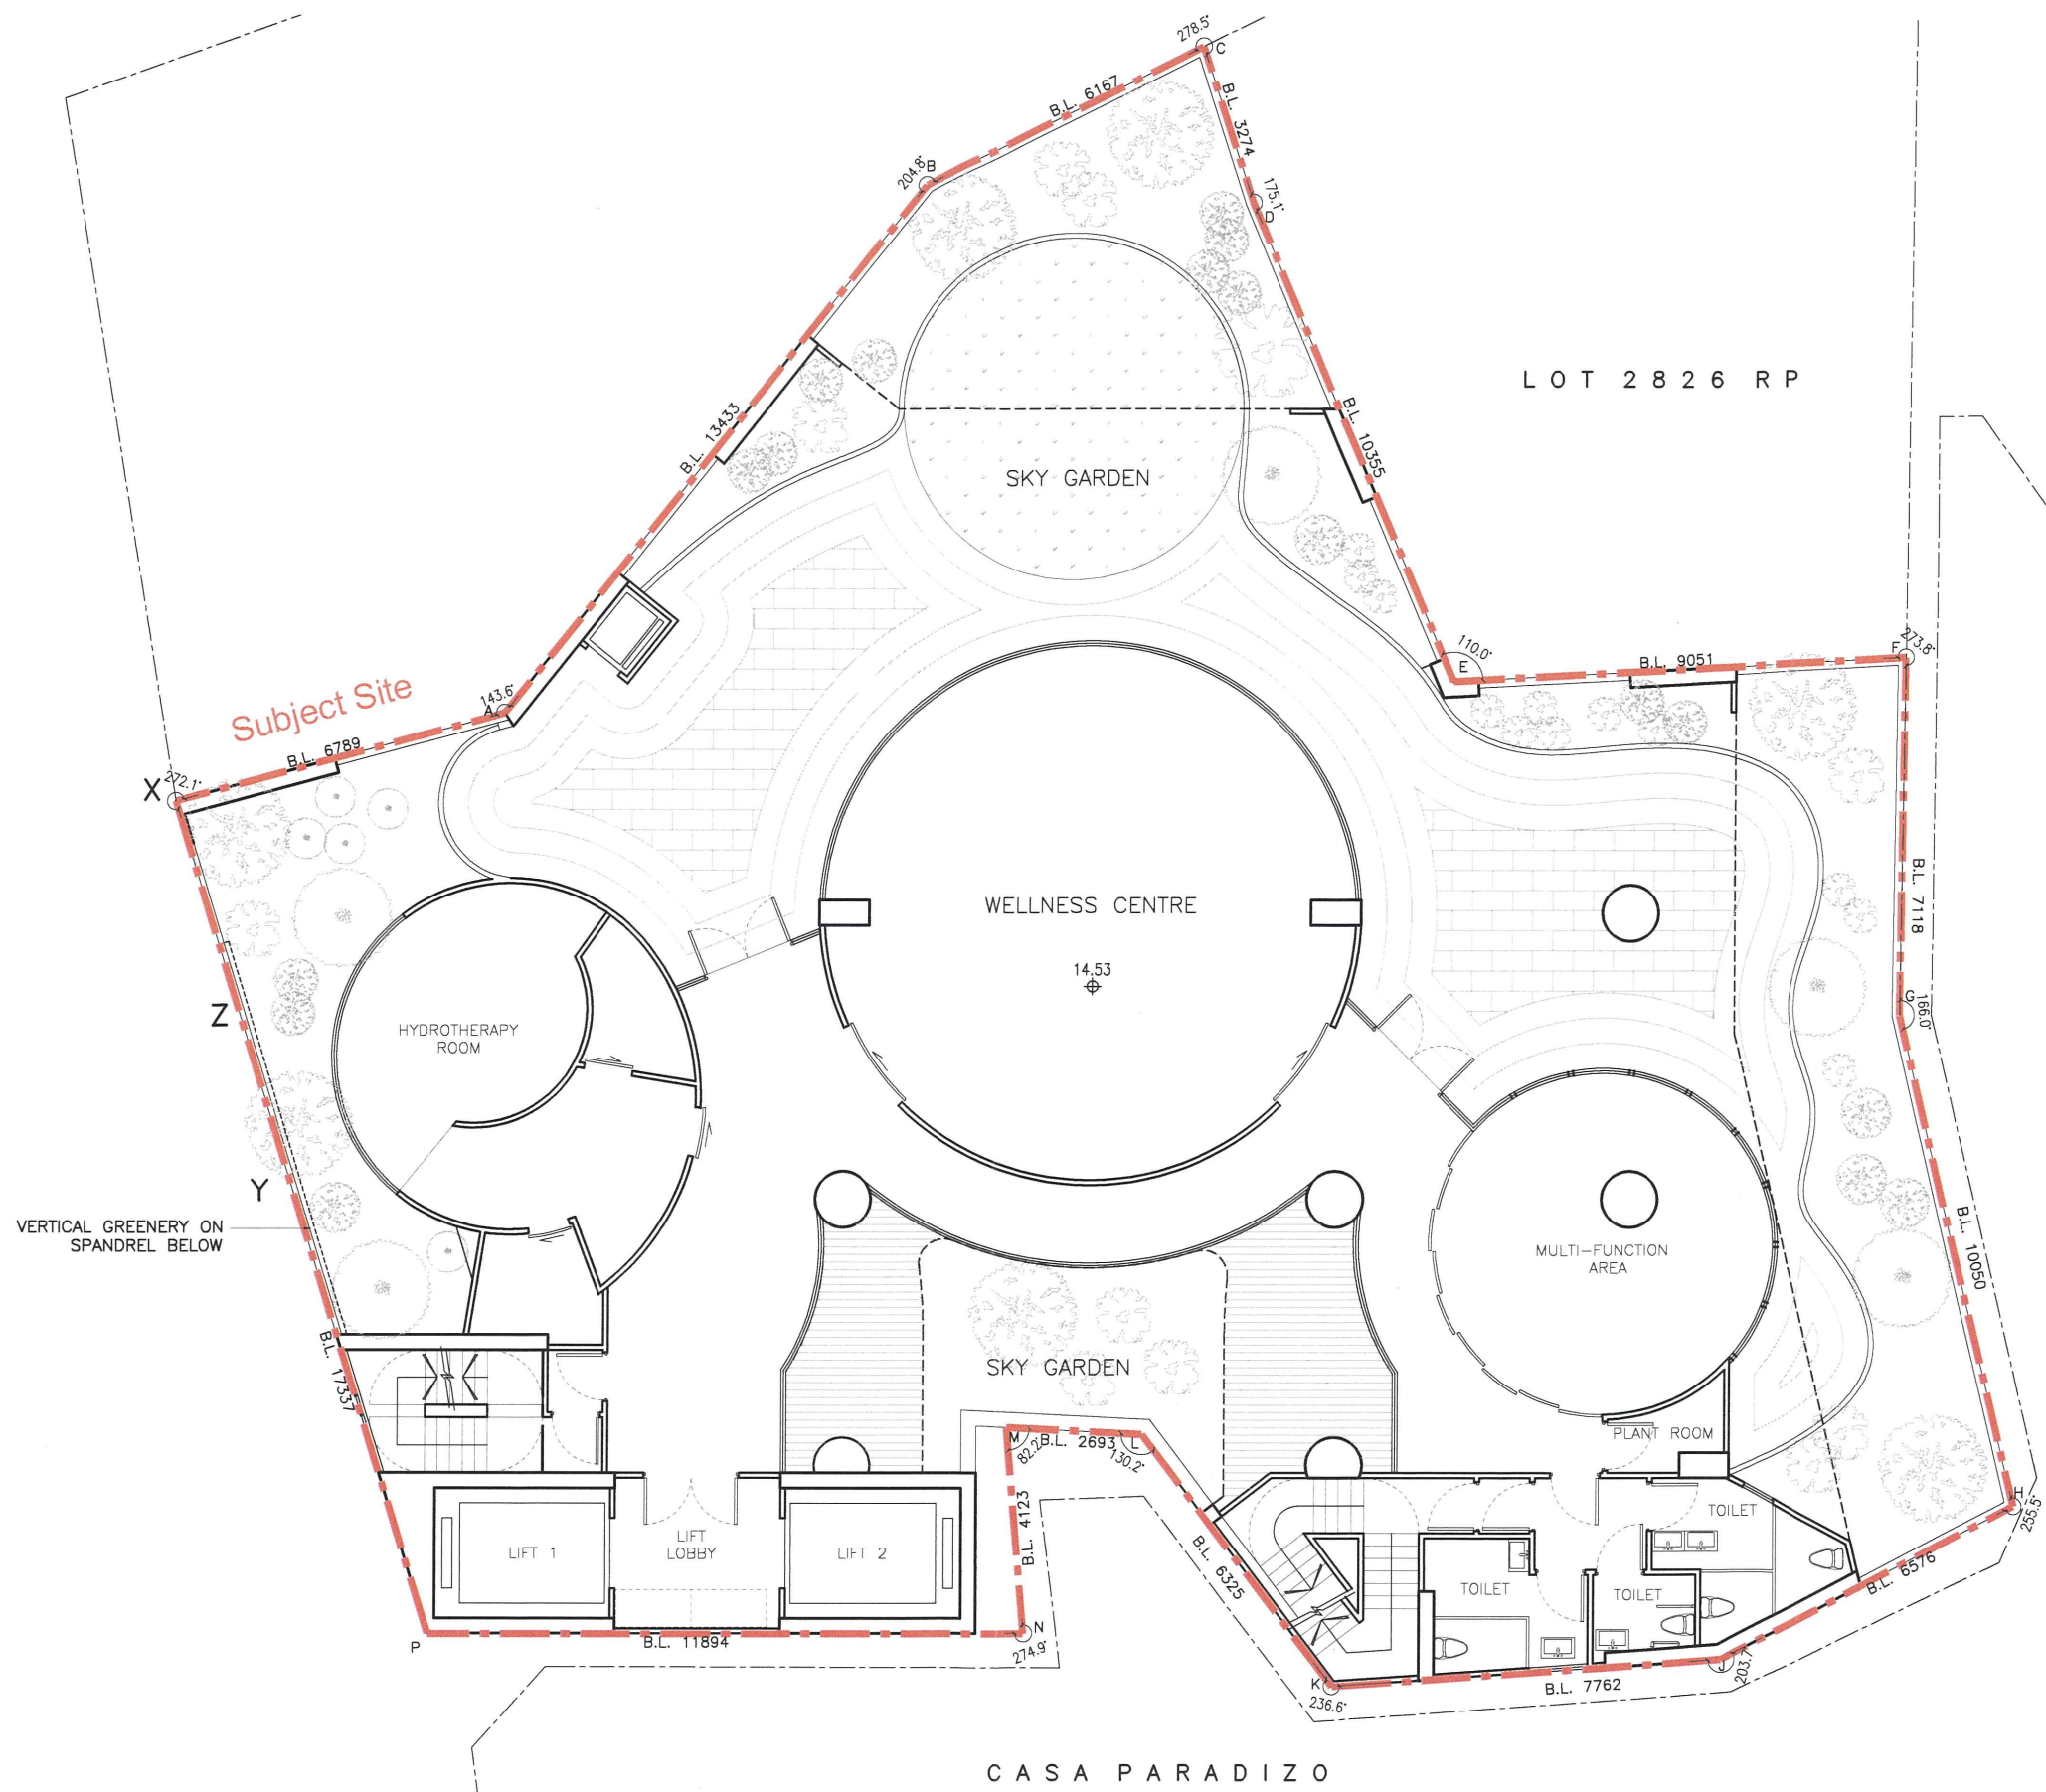 278.5°
C
B.L. 6167
B.L. 3274
204.8°
B
175.1°
D
LOT 2826 RP
B.L. 13433
B.L. 10355
SKY GARDEN
110.0°
E
B.L. 9051
F
273.8°
Subject Site
143.6°
A
B.L. 6789
X
272.1°
WELLNESS CENTRE
B.L. 7118
14.53
Z
G
166.0°
HYDROTHERAPY
ROOM
Y
VERTICAL GREENERY ON
SPANDREL BELOW
MULTI-FUNCTION
AREA
B.L. 10050
B.L. 17337
SKY GARDEN
M
B.L. 2693
L
82.2°
130.2°
PLANT ROOM
H
255.5°
TOILET
B.L. 4123
LIFT 1
LIFT
LOBBY
LIFT 2
B.L. 6325
TOILET
TOILET
B.L. 6576
P
B.L. 11894
N
274.9°
J
203.7°
K
236.6°
B.L. 7762
CASA PARADIZO